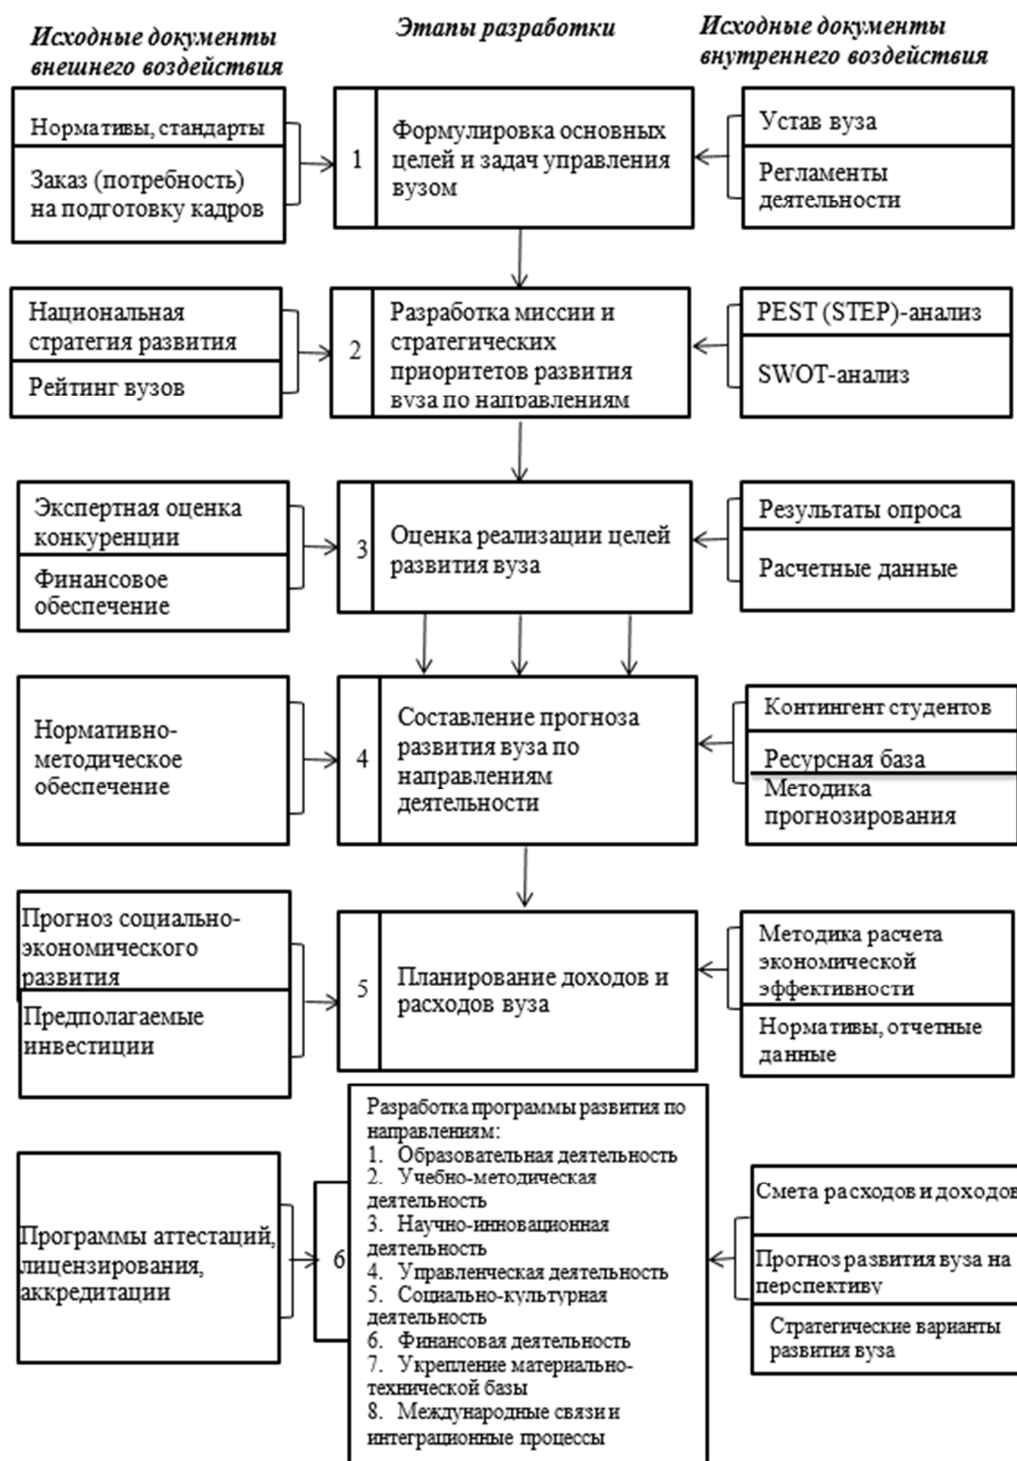 Исходные документы
внешнего воздействия
Этапы разработки
Исходные документы
внутреннего воздействия
Нормативы, стандарты
Заказ (потребность)
на подготовку кадров
1
Формулировка основных
целей и задач управления
вузом
Устав вуза
Регламенты
деятельности
Национальная
стратегия развития
Рейтинг вузов
2
Разработка миссии и
стратегических
приоритетов развития
вуза по направлениям
PEST (STEP)-анализ
SWOT-анализ
Экспертная оценка
конкуренции
Финансовое
обеспечение
3
Оценка реализации целей
развития вуза
Результаты опроса
Расчетные данные
Нормативно-
методическое
обеспечение
4
Составление прогноза
развития вуза по
направлениям
деятельности
Контингент студентов
Ресурсная база
Методика
прогнозирования
Прогноз социально-
экономического
развития
Предполагаемые
инвестиции
5
Планирование доходов и
расходов вуза
Методика расчета
экономической
эффективности
Нормативы, отчетные
данные
Программы аттестаций,
лицензирования,
аккредитации
6
Разработка программы развития по
направлениям:
1. Образовательная деятельность
2. Учебно-методическая
деятельность
3. Научно-инновационная
деятельность
4. Управленческая деятельность
5. Социально-культурная
деятельность
6. Финансовая деятельность
7. Укрепление материально-
технической базы
8. Международные связи и
интеграционные процессы
Смета расходов и доходов
Прогноз развития вуза на
перспективу
Стратегические варианты
развития вуза